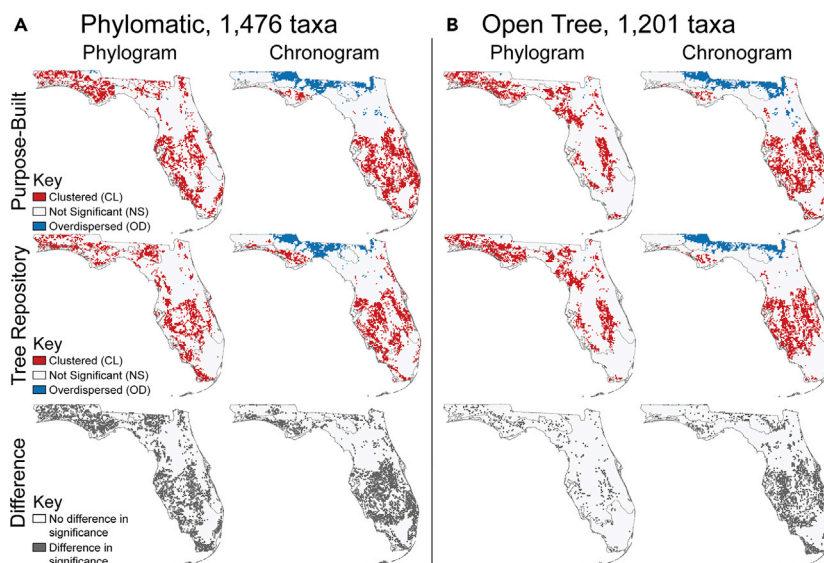 A Phylomatic, 1,476 taxa
Phylogram Chronogram
B Open Tree, 1,201 taxa
Phylogram Chronogram
Purpose-Built
Key
Clustered (CL)
Not Significant (NS)
Overdispersed (OD)
Tree Repository
Key
Clustered (CL)
Not Significant (NS)
Overdispersed (OD)
Difference
Key
No difference in
significance
Difference in
significance